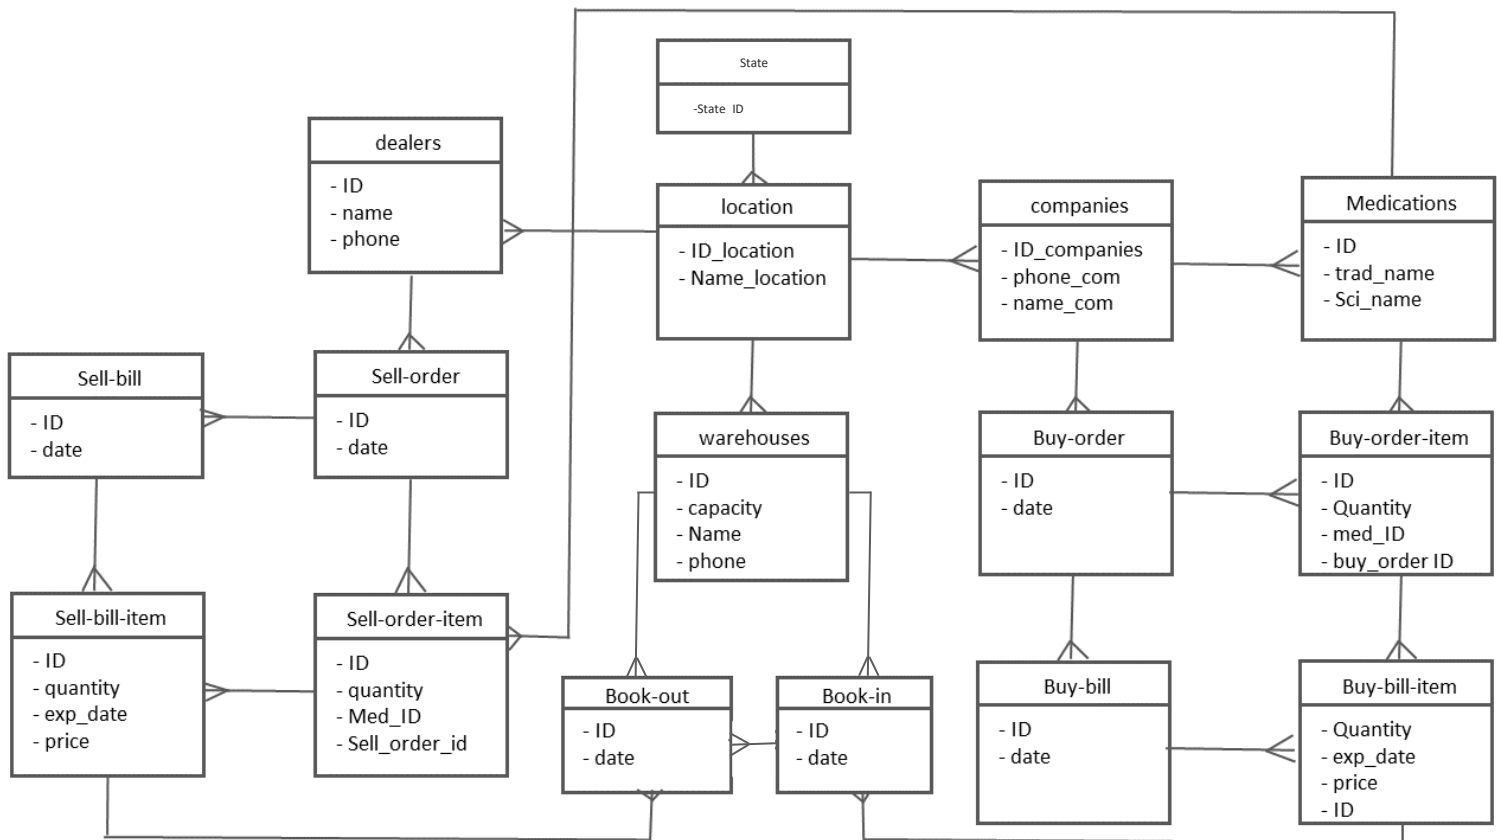 State
-State ID
dealers
- ID
- name
- phone
location
- ID_location
- Name_location
companies
- ID_companies
- phone_com
- name_com
Medications
- ID
- trad_name
- Sci_name
Sell-bill
- ID
- date
Sell-order
- ID
- date
warehouses
- ID
- capacity
- Name
- phone
Buy-order
- ID
- date
Buy-order-item
- ID
- Quantity
- med_ID
- buy_order ID
Sell-bill-item
- ID
- quantity
- exp_date
- price
Sell-order-item
- ID
- quantity
- Med_ID
- Sell_order_id
Book-out
- ID
- date
Book-in
- ID
- date
Buy-bill
- ID
- date
Buy-bill-item
- Quantity
- exp_date
- price
- ID